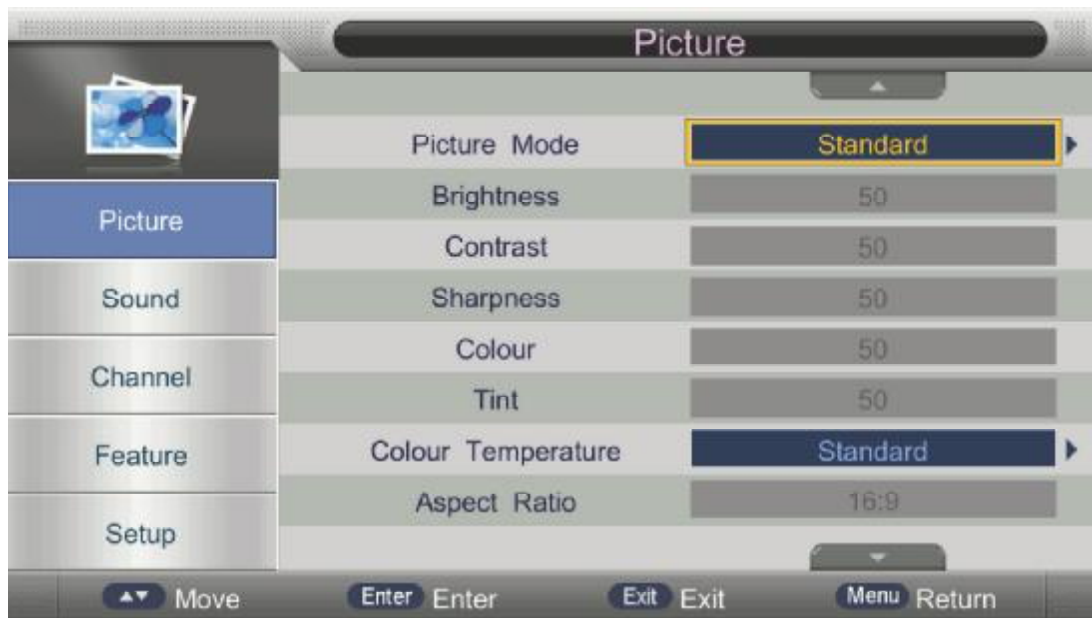 Picture
Picture Mode Standard
Brightness 50
Picture
Contrast 50
Sound
Sharpness 50
Colour 50
Channel
Tint 50
Feature
Colour Temperature Standard
Aspect Ratio 16:9
Setup
Move Enter Enter Exit Exit Menu Return